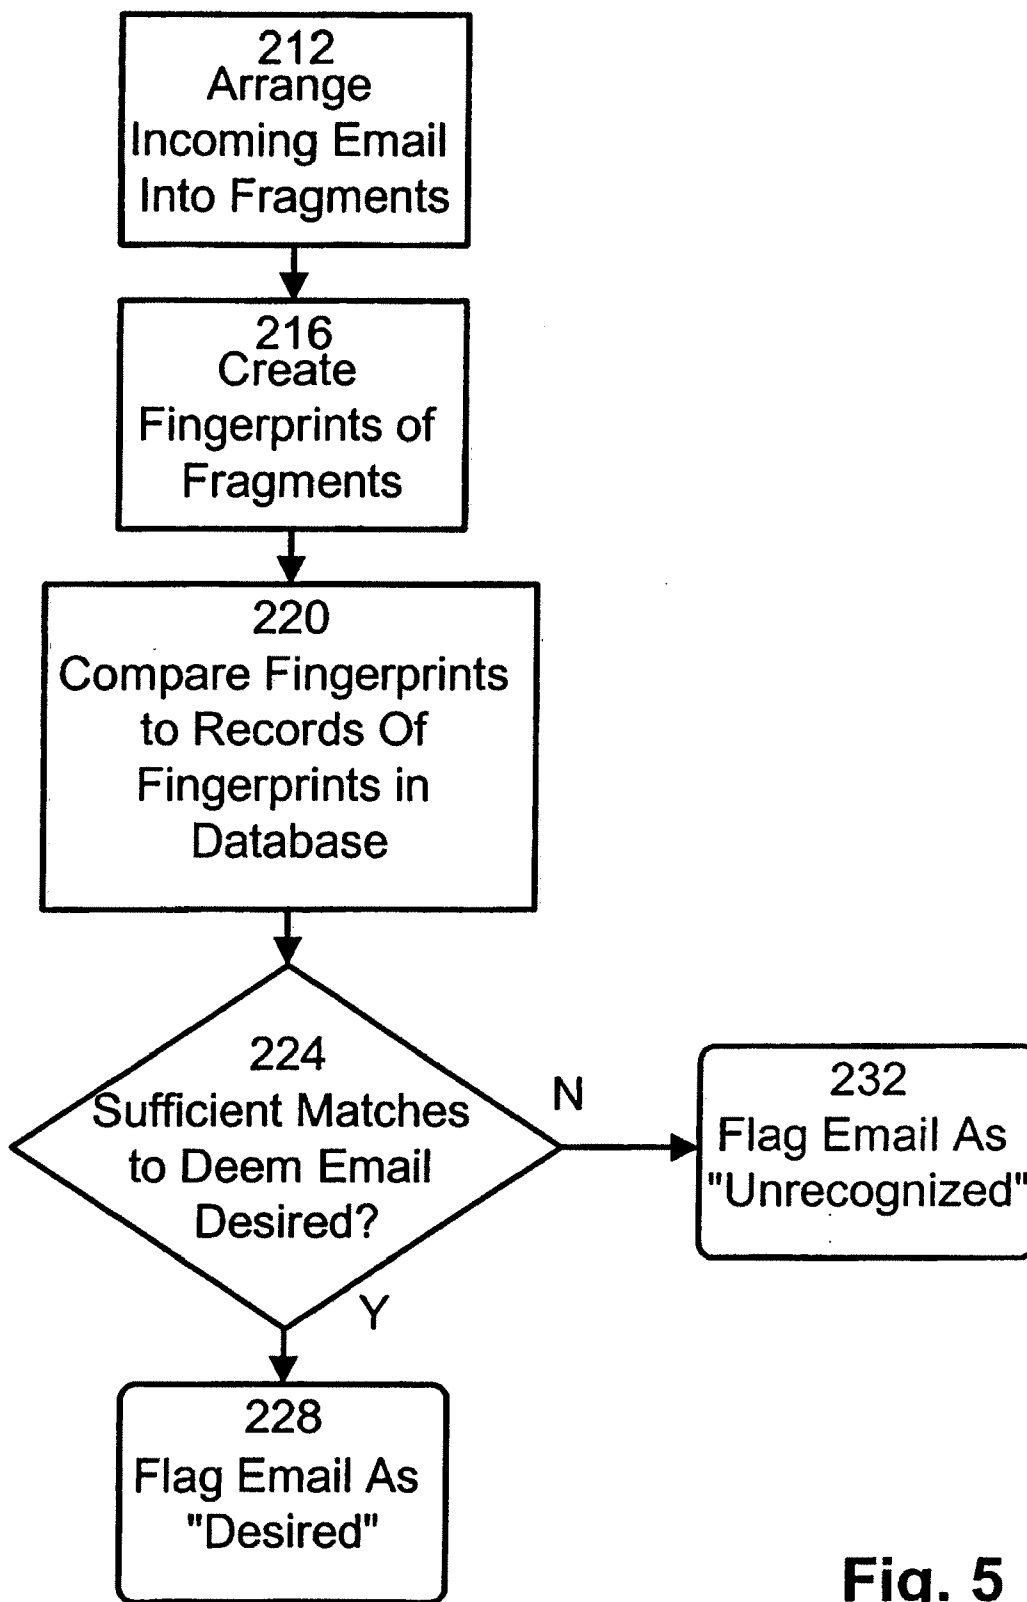 212
Arrange
Incoming Email
Into Fragments
216
Create
Fingerprints of
Fragments
220
Compare Fingerprints
to Records Of
Fingerprints in
Database
224
Sufficient Matches
to Deem Email
Desired?
N
232
Flag Email As
"Unrecognized"
Y
228
Flag Email As
"Desired"
Fig. 5